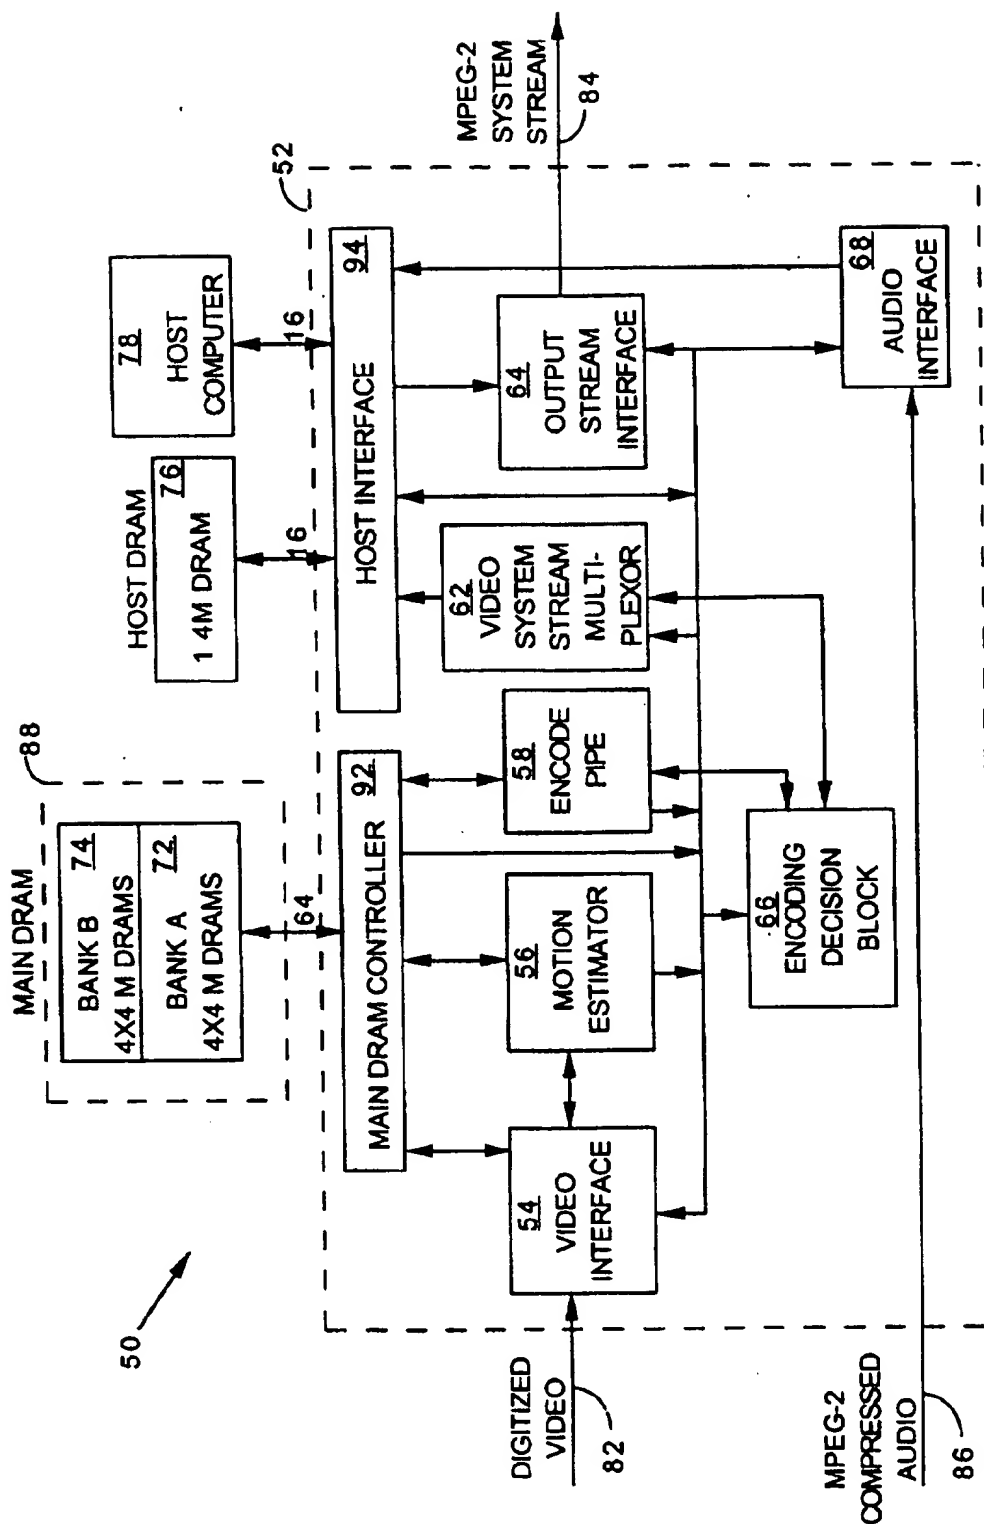 50
MAIN DRAM
88
BANK B
74
4X4 M DRAMS
BANK A
72
4X4 M DRAMS
64
HOST DRAM
76
1 4M DRAM
16
78
HOST
COMPUTER
16
52
MAIN DRAM CONTROLLER
92
HOST INTERFACE
94
DIGITIZED
VIDEO
82
54
VIDEO
INTERFACE
56
MOTION
ESTIMATOR
58
ENCODE
PIPE
62
VIDEO
SYSTEM
STREAM
MULTI-
PLEXOR
64
OUTPUT
STREAM
INTERFACE
MPEG-2
SYSTEM
STREAM
84
66
ENCODING
DECISION
BLOCK
68
AUDIO
INTERFACE
MPEG-2
COMPRESSED
AUDIO
86